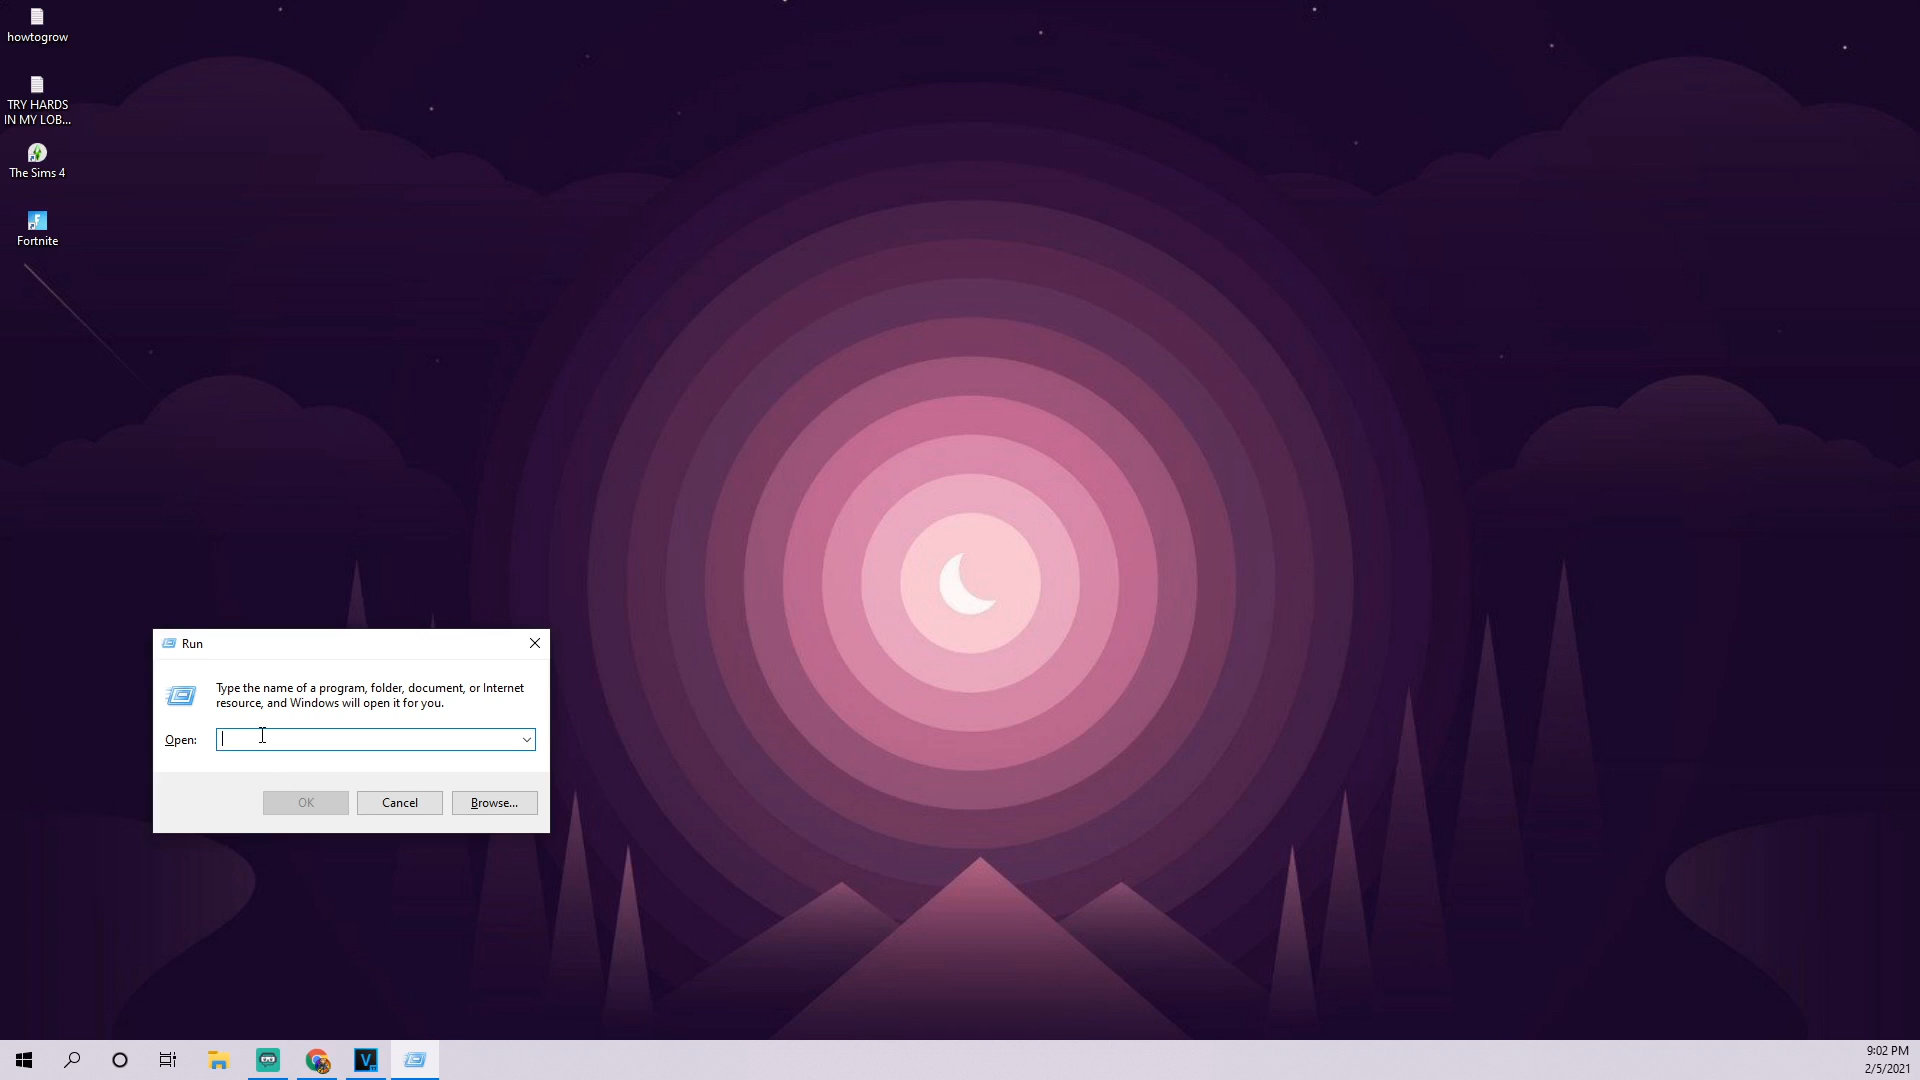 howtogrow
TRY HARDS
IN MY LOB...
The Sims 4
Fortnite
Run
Type the name of a program, folder, document, or Internet
resource, and Windows will open it for you.
Open:
OK
Cancel
Browse...
9:02 PM
2/5/2021